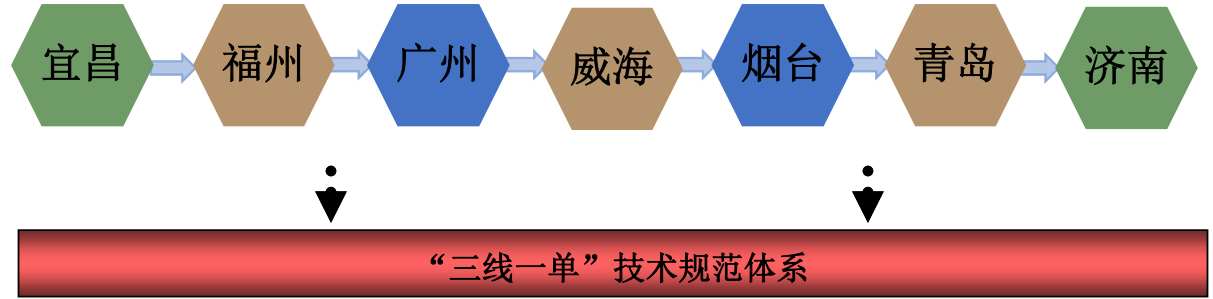 宜昌
福州
广州
威海
烟台
青岛
济南
“三线一单”技术规范体系